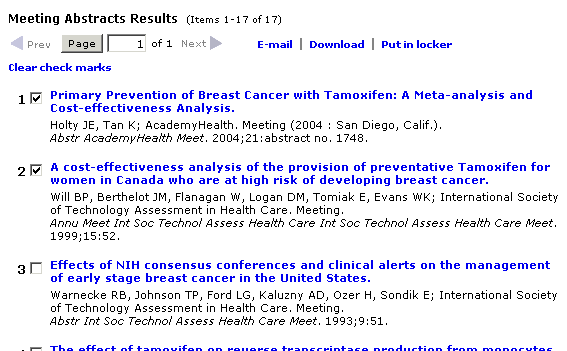 Meeting Abstracts Results (Items 1-17 of 17)
Prev Page 1 of 1 Next E-mail | Download | Put in locker
Clear check marks
1 Primary Prevention of Breast Cancer with Tamoxifen: A Meta-analysis and
Cost-effectiveness Analysis.
Holty JE, Tan K; AcademyHealth. Meeting (2004 : San Diego, Calif.).
Abstr AcademyHealth Meet. 2004;21:abstract no. 1748.
2 A cost-effectiveness analysis of the provision of preventative Tamoxifen for
women in Canada who are at high risk of developing breast cancer.
Will BP, Berthelot JM, Flanagan W, Logan DM, Tomiak E, Evans WK; International Society
of Technology Assessment in Health Care. Meeting.
Annu Meet Int Soc Technol Assess Health Care Int Soc Technol Assess Health Care Meet.
1999;15:52.
3 Effects of NIH consensus conferences and clinical alerts on the management
of early stage breast cancer in the United States.
Warnecke RB, Johnson TP, Ford LG, Kaluzny AD, Ozer H, Sondik E; International Society
of Technology Assessment in Health Care. Meeting.
Abstr Int Soc Technol Assess Health Care Meet. 1993;9:51.
The effect of tamoxifen on reverse transcriptase production from monocytes